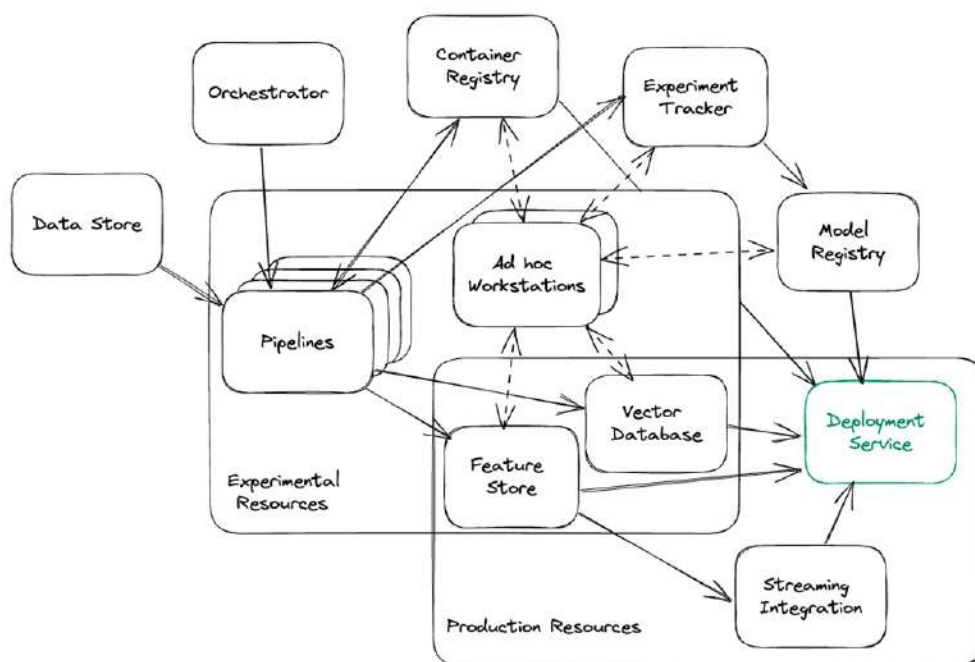 Container
Registry
Orchestrator
Experiment
Tracker
Data Store
Model
Registry
Ad hoc
Workstations
Pipelines
Vector
Database
Deployment
Service
Feature
Store
Experimental
Resources
Streaming
Integration
Production Resources